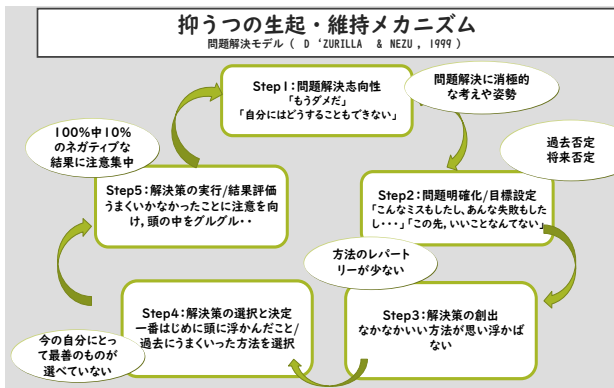 抑うつの生起・維持メカニズム
問題解決モデル ( D ‘ZURILLA & NEZU , 1999 )
Step1:問題解決志向性
「もうダメだ」
「自分にはどうすることもできない」
問題解決に消極的
な考えや姿勢
過去否定
将来否定
Step2:問題明確化/目標設定
「こんなミスもしたし、あんな失敗もした
し・・・」「この先, いいことなんてない」
方法のレパート
リーが少ない
Step3:解決策の創出
なかなかいい方法が思い浮かば
ない
Step4:解決策の選択と決定
一番はじめに頭に浮かんだこと/
過去にうまくいった方法を選択
今の自分にとっ
て最善のものが
選べていない
Step5:解決策の実行/結果評価
うまくいかなかったことに注意を向
け, 頭の中をグルグル・・
100%中10%
のネガティブな
結果に注意集中